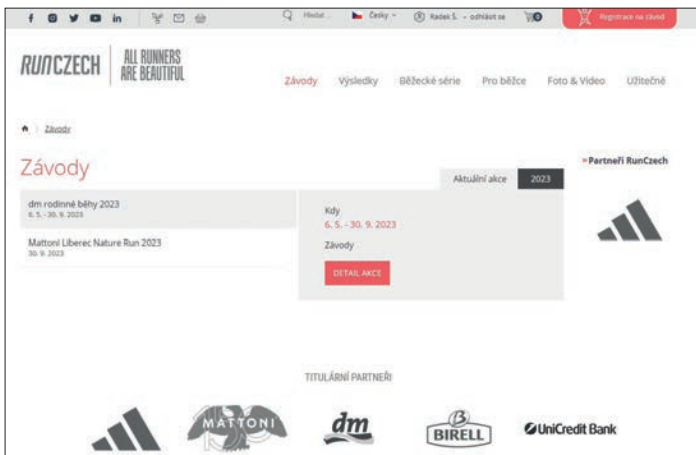 Hledat ...
Česky
Radek Š. - odhlásit se
0
Registrace na závod
RUNCZECH
ALL RUNNERS
ARE BEAUTIFUL
Závody
Výsledky
Běžecké série
Pro běžce
Foto & Video
Užitečné
Závody
Závody
Aktuální akce
2023
Partneři RunCzech
dm rodinné běhy 2023
6. 5. - 30. 9. 2023
Mattoni Liberec Nature Run 2023
30. 9. 2023
Kdy
6. 5. - 30. 9. 2023
Závody
DETAIL AKCE
TITULÁRNÍ PARTNEŘI
MATTONI
dm
B
BIRELL
UniCredit Bank